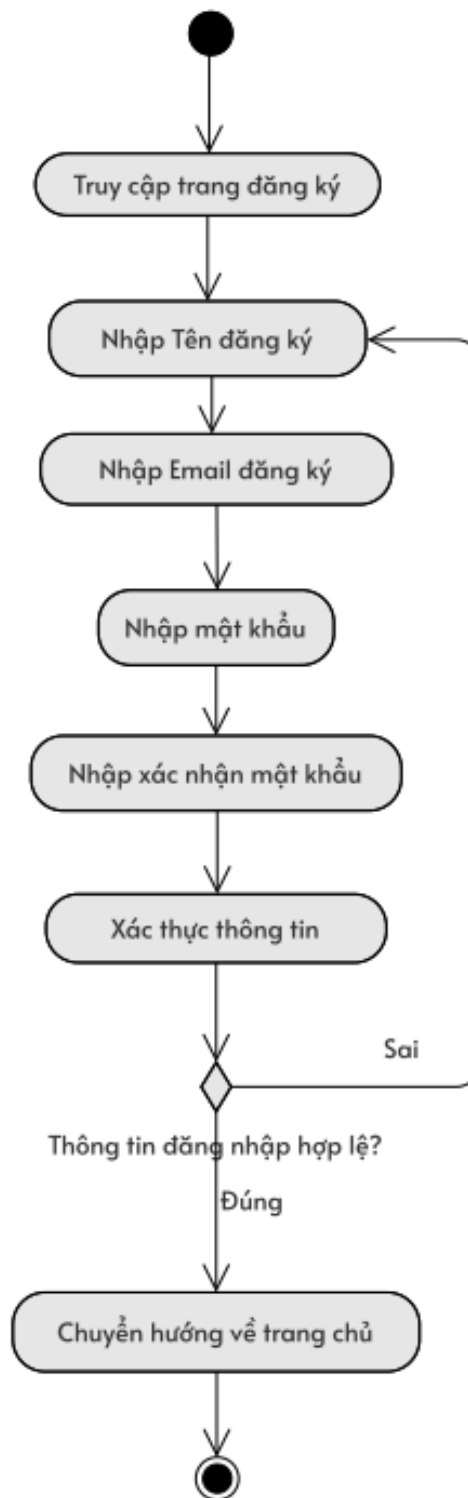 Truy cập trang đăng ký
Nhập Tên đăng ký
Nhập Email đăng ký
Nhập mật khẩu
Nhập xác nhận mật khẩu
Xác thực thông tin
Sai
Thông tin đăng nhập hợp lệ?
Đúng
Chuyển hướng về trang chủ